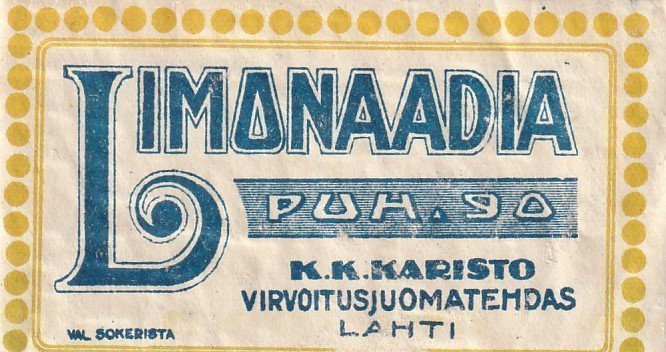 LIMONAADIA
PUH. 90
K.K.KARISTO
VIRVOITUSJUOMATEHDAS
LAHTI
VAL. SOKERISTA